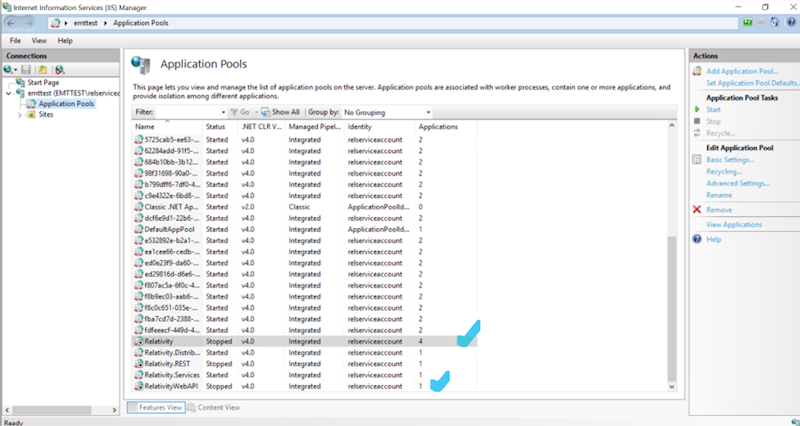 Internet Information Services (IIS) Manager
emttest ▸ Application Pools
File View Help
Connections
Start Page
emttest (EMTTEST\relservicea
Application Pools
Sites
Application Pools
This page lets you view and manage the list of application pools on the server. Application pools are associated with worker processes, contain one or more applications, and
provide isolation among different applications.
Filter: Go Show All Group by: No Grouping
Name Status .NET CLR V... Managed Pipel... Identity Applications
5725cab5-ee63-... Started v4.0 Integrated relserviceaccount 2
62284add-91f5-... Started v4.0 Integrated relserviceaccount 2
684b10bb-3b12... Started v4.0 Integrated relserviceaccount 2
98f31698-90a0-... Started v4.0 Integrated relserviceaccount 2
b799dff6-7df0-4... Started v4.0 Integrated relserviceaccount 2
c9e4322e-6bd8-... Started v4.0 Integrated relserviceaccount 2
Classic .NET Ap... Started v2.0 Classic ApplicationPoolId... 0
dcf6e9d1-22b6-... Started v4.0 Integrated relserviceaccount 2
DefaultAppPool Started v4.0 Integrated ApplicationPoolId... 1
e532892e-b2a1-... Started v4.0 Integrated relserviceaccount 2
ea1cee66-cedb-... Started v4.0 Integrated relserviceaccount 2
ed0e23f9-da60-... Started v4.0 Integrated relserviceaccount 2
ed29816d-d6e6-... Started v4.0 Integrated relserviceaccount 2
f807ac5a-6f0c-4... Started v4.0 Integrated relserviceaccount 2
f8b9ec03-aab6-... Started v4.0 Integrated relserviceaccount 2
f8c0c651-035e-... Started v4.0 Integrated relserviceaccount 2
fba7cd7d-2388-... Started v4.0 Integrated relserviceaccount 2
fdfeeecf-449d-4... Started v4.0 Integrated relserviceaccount 2
Relativity Stopped v4.0 Integrated relserviceaccount 4
Relativity.Distrib... Started v4.0 Integrated relserviceaccount 1
Relativity.REST Stopped v4.0 Integrated relserviceaccount 1
Relativity.Services Started v4.0 Integrated relserviceaccount 1
RelativityWebAPI Stopped v4.0 Integrated relserviceaccount 1
Features View Content View
Actions
Add Application Pool...
Set Application Pool Defaults...
Application Pool Tasks
Start
Stop
Recycle...
Edit Application Pool
Basic Settings...
Recycling...
Advanced Settings...
Rename
Remove
View Applications
Help
Ready